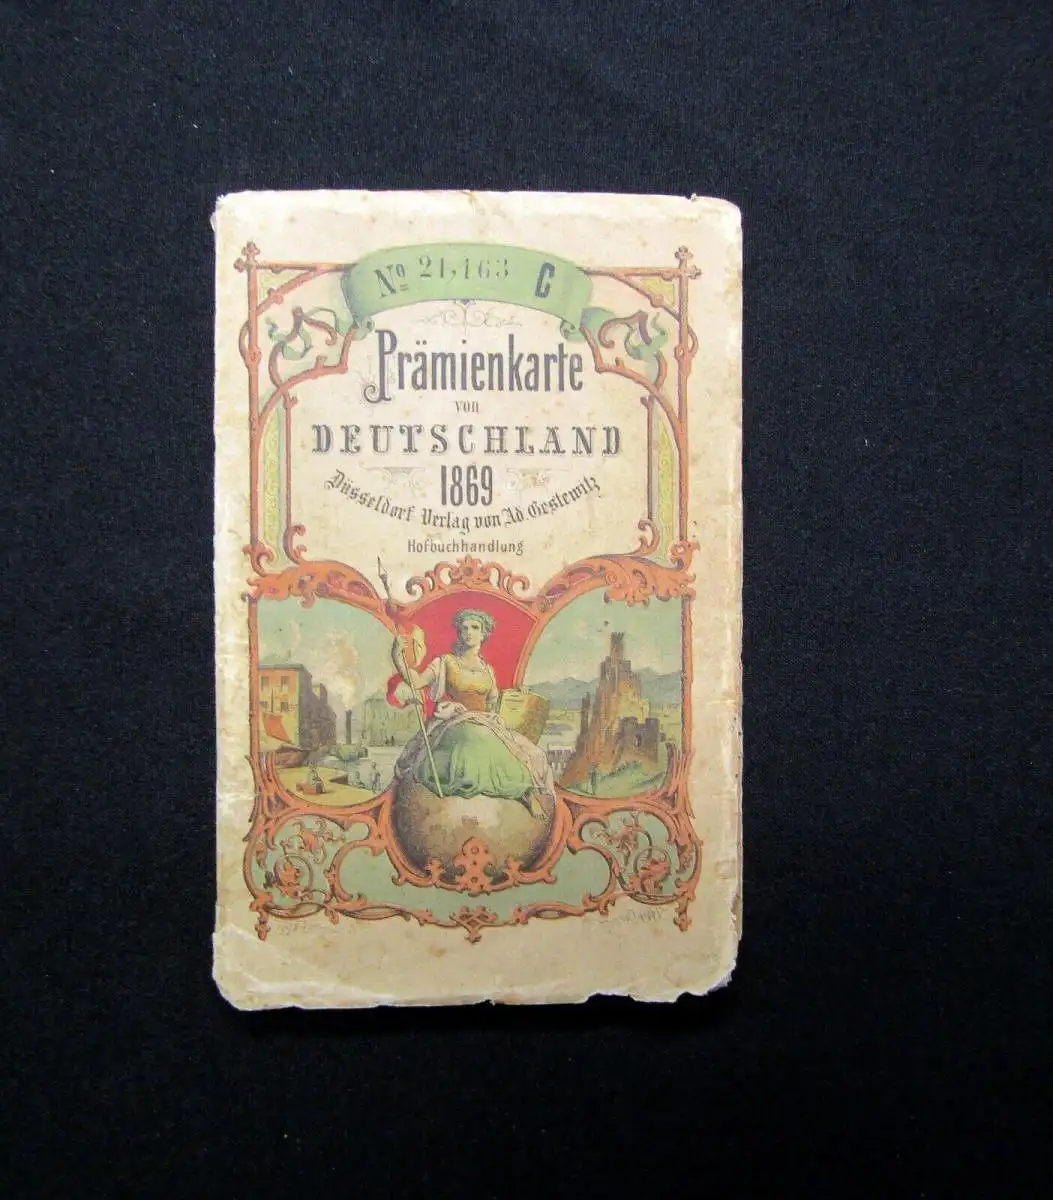 No 21,163 C
Prämienkarte
von
DEUTSCHLAND
1869
Düsseldorf Verlag von Ad. Gestewitz
Hofbuchhandlung